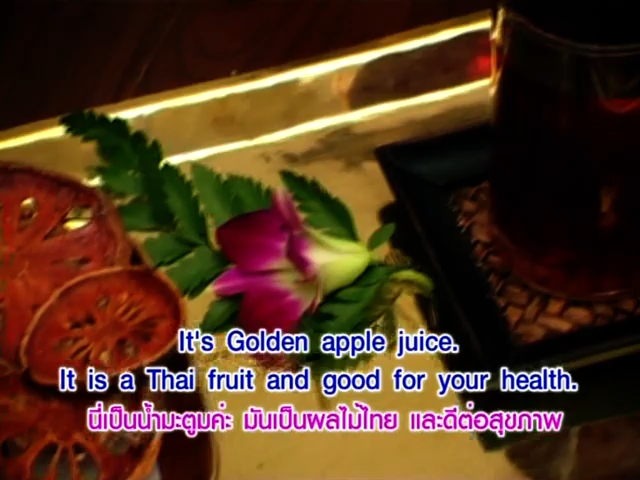 It's Golden apple juice.
It is a Thai fruit and good for your health.
นี่เป็นน้ำมะตูมค่ะ มันเป็นผลไม้ไทย และดีต่อสุขภาพ